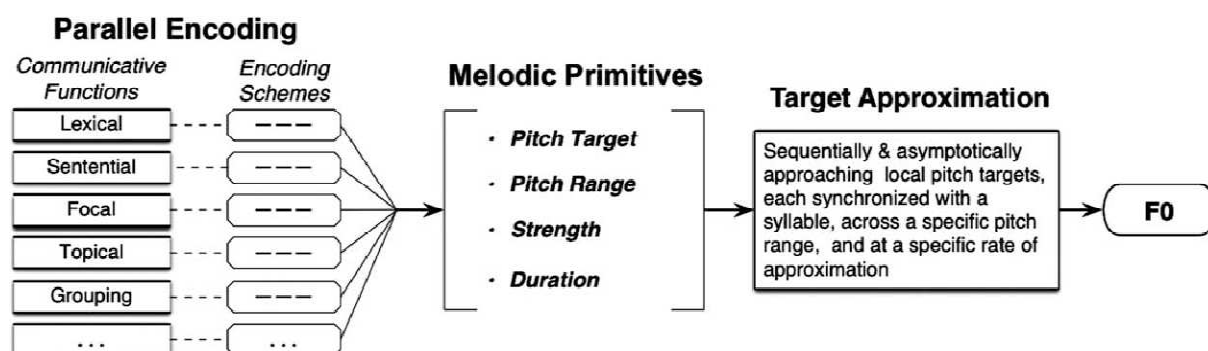 Parallel Encoding
Communicative
Functions
Encoding
Schemes
Lexical
– – –
Sentential
– – –
Focal
– – –
Topical
– – –
Grouping
– – –
...
...
Melodic Primitives
· Pitch Target
· Pitch Range
· Strength
· Duration
Target Approximation
Sequentially & asymptotically
approaching local pitch targets,
each synchronized with a
syllable, across a specific pitch
range, and at a specific rate of
approximation
F0